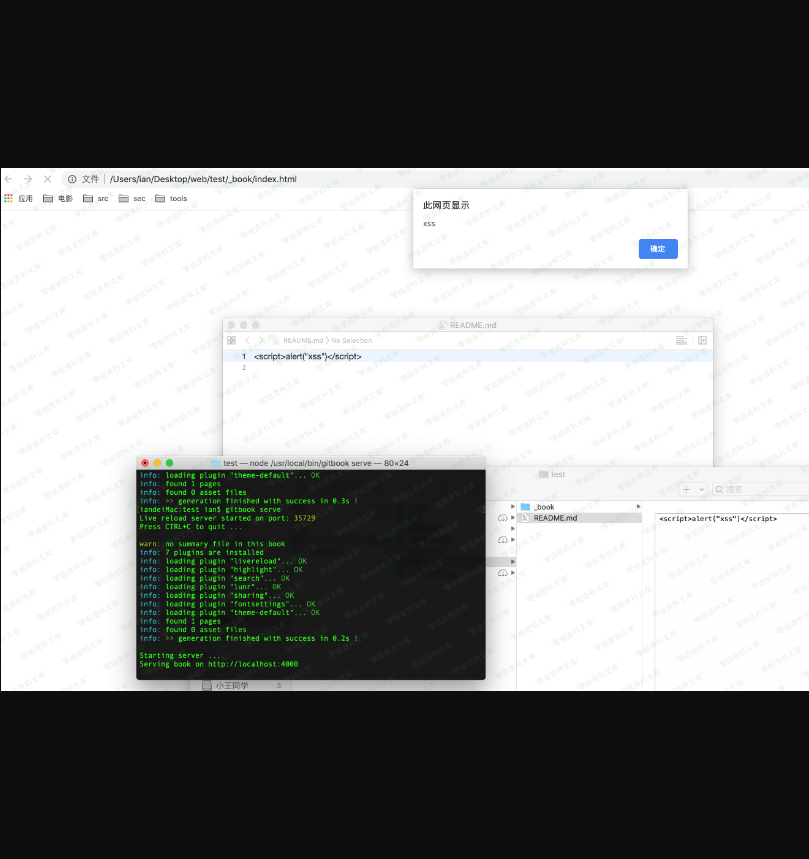 文件 /Users/ian/Desktop/web/test/_book/index.html
应用 电影 src sec tools
此网页显示
xss
确定
README.md
README.md No Selection
1 <script>alert("xss")</script>
2
test — node /usr/local/bin/gitbook serve — 80×24
info: loading plugin "theme-default"... OK
info: found 1 pages
info: found 0 asset files
info: >> generation finished with success in 0.3s !
iandeiMac:test ian$ gitbook serve
Live reload server started on port: 35729
Press CTRL+C to quit ...
warn: no summary file in this book
info: 7 plugins are installed
info: loading plugin "livereload"... OK
info: loading plugin "highlight"... OK
info: loading plugin "search"... OK
info: loading plugin "lunr"... OK
info: loading plugin "sharing"... OK
info: loading plugin "fontsettings"... OK
info: loading plugin "theme-default"... OK
info: found 1 pages
info: found 0 asset files
info: >> generation finished with success in 0.2s !
Starting server ...
Serving book on http://localhost:4000
test
搜索
_book
README.md
<script>alert("xss")</script>
小王同学